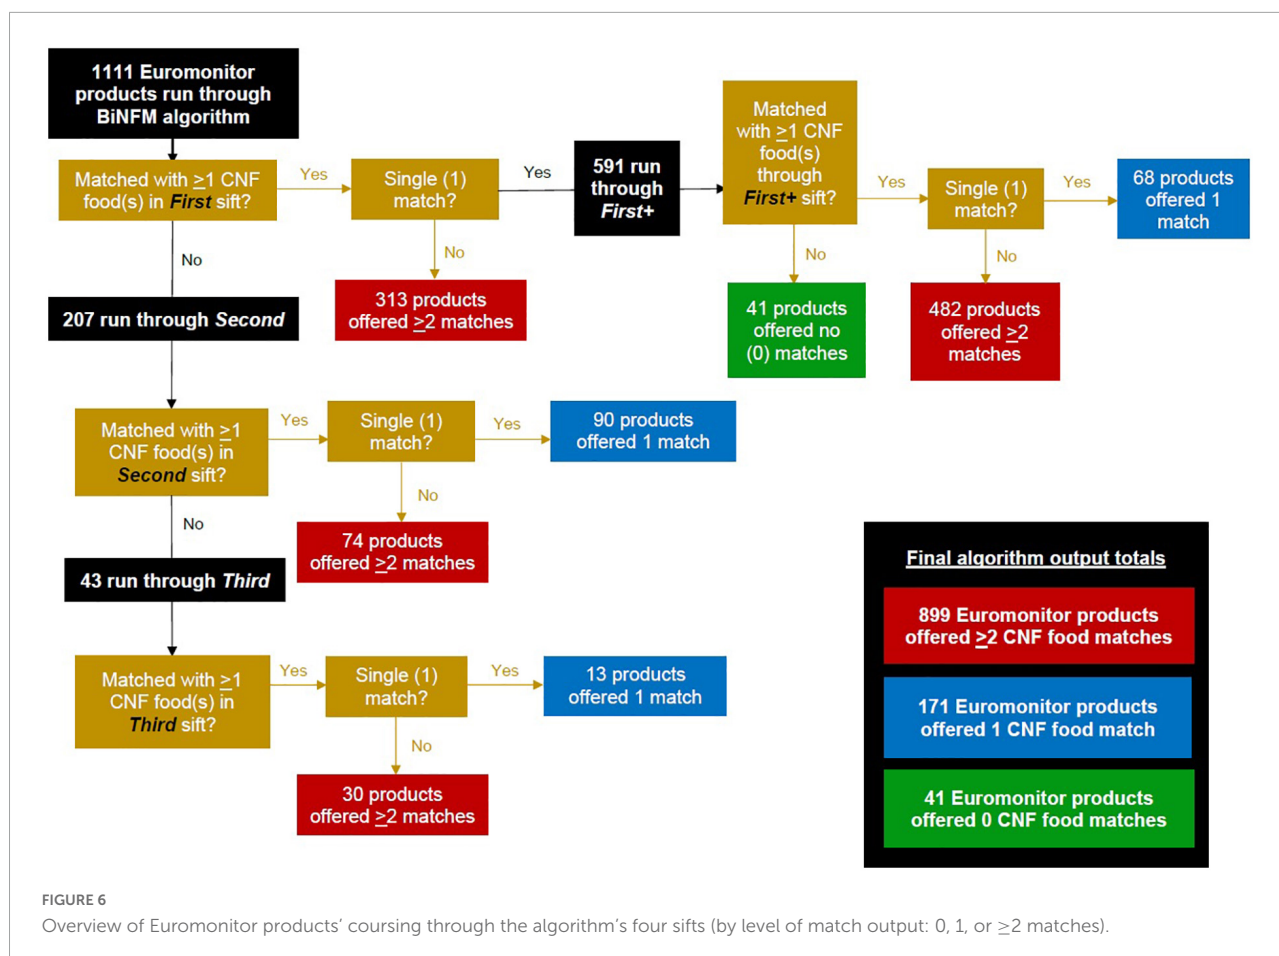 1111 Euromonitor
products run through
BiNFM algorithm
Matched with ≥1 CNF
food(s) in First sift?
Yes
Single (1)
match?
Yes
591 run
through
First+
Matched
with ≥1 CNF
food(s)
through
First+ sift?
Yes
Single (1)
match?
Yes
68 products
offered 1
match
No
No
No
No
313 products
offered ≥2 matches
41 products
offered no
(0) matches
482 products
offered ≥2
matches
207 run through Second
Matched with ≥1
CNF food(s) in
Second sift?
Yes
Single (1)
match?
Yes
90 products
offered 1 match
No
No
74 products
offered ≥2 matches
43 run through Third
Matched with ≥1
CNF food(s) in
Third sift?
Yes
Single (1)
match?
Yes
13 products
offered 1 match
No
30 products
offered ≥2 matches
Final algorithm output totals
899 Euromonitor products
offered ≥2 CNF food matches
171 Euromonitor products
offered 1 CNF food match
41 Euromonitor products
offered 0 CNF food matches
FIGURE 6
Overview of Euromonitor products' coursing through the algorithm's four sifts (by level of match output: 0, 1, or ≥2 matches).